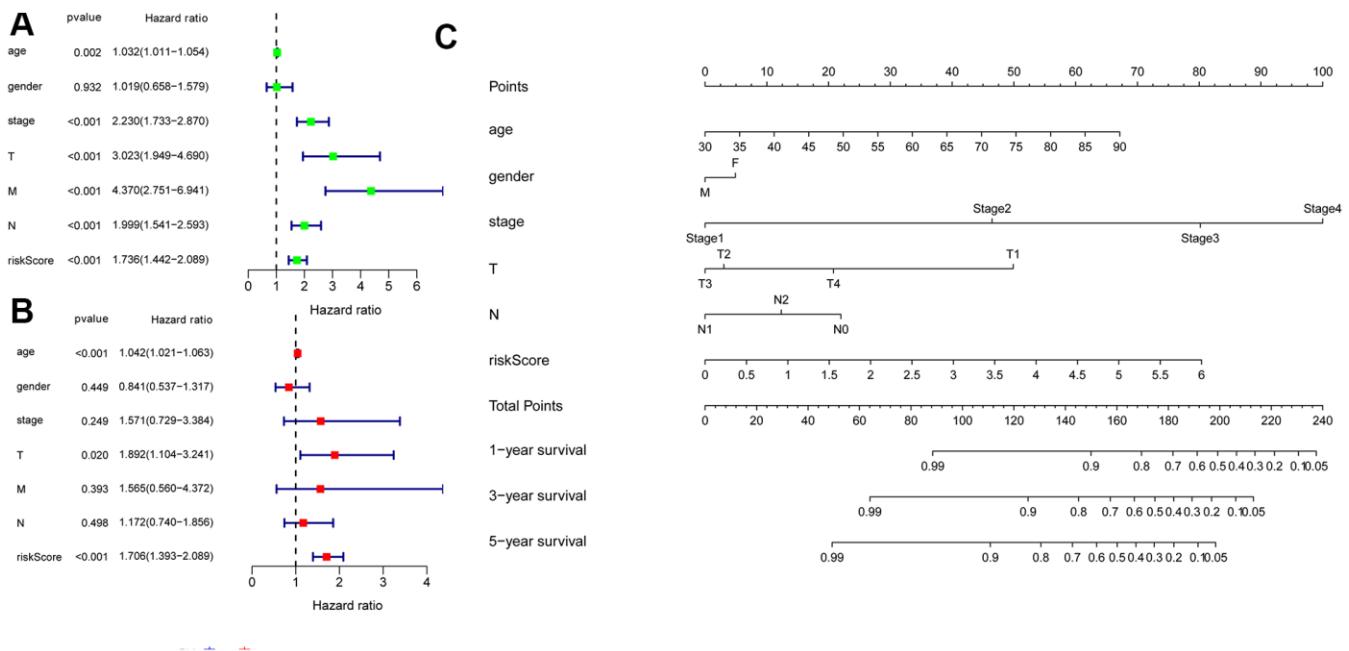 A
pvalue Hazard ratio
age 0.002 1.032(1.011−1.054)
gender 0.932 1.019(0.658−1.579)
stage <0.001 2.230(1.733−2.870)
T <0.001 3.023(1.949−4.690)
M <0.001 4.370(2.751−6.941)
N <0.001 1.999(1.541−2.593)
riskScore <0.001 1.736(1.442−2.089)
0 1 2 3 4 5 6
Hazard ratio
B
pvalue Hazard ratio
age <0.001 1.042(1.021−1.063)
gender 0.449 0.841(0.537−1.317)
stage 0.249 1.571(0.729−3.384)
T 0.020 1.892(1.104−3.241)
M 0.393 1.565(0.560−4.372)
N 0.498 1.172(0.740−1.856)
riskScore <0.001 1.706(1.393−2.089)
0 1 2 3 4
Hazard ratio
C
Points 0 10 20 30 40 50 60 70 80 90 100
age 30 35 40 45 50 55 60 65 70 75 80 85 90
F
gender
M
Stage2 Stage4
stage
Stage1 Stage3
T2 T1
T
T3 T4
N2
N
N1 N0
riskScore 0 0.5 1 1.5 2 2.5 3 3.5 4 4.5 5 5.5 6
Total Points 0 20 40 60 80 100 120 140 160 180 200 220 240
1−year survival 0.99 0.9 0.8 0.7 0.6 0.5 0.4 0.3 0.2 0.1 0.05
3−year survival 0.99 0.9 0.8 0.7 0.6 0.5 0.4 0.3 0.2 0.1 0.05
5−year survival 0.99 0.9 0.8 0.7 0.6 0.5 0.4 0.3 0.2 0.1 0.05